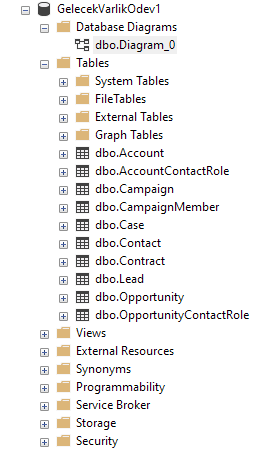 GelecekVarlikOdev1
Database Diagrams
dbo.Diagram_0
Tables
System Tables
FileTables
External Tables
Graph Tables
dbo.Account
dbo.AccountContactRole
dbo.Campaign
dbo.CampaignMember
dbo.Case
dbo.Contact
dbo.Contract
dbo.Lead
dbo.Opportunity
dbo.OpportunityContactRole
Views
External Resources
Synonyms
Programmability
Service Broker
Storage
Security